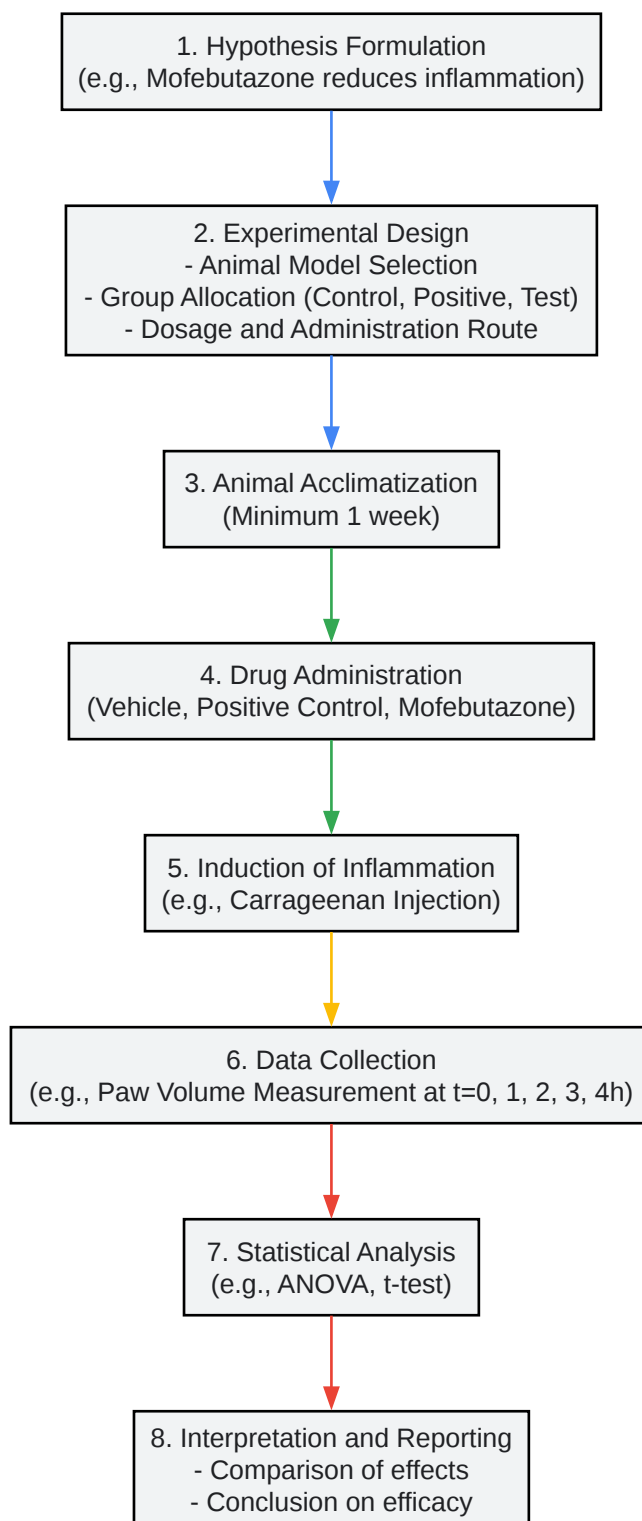 1. Hypothesis Formulation
(e.g., Mofebutazone reduces inflammation)
2. Experimental Design
- Animal Model Selection
- Group Allocation (Control, Positive, Test)
- Dosage and Administration Route
3. Animal Acclimatization
(Minimum 1 week)
4. Drug Administration
(Vehicle, Positive Control, Mofebutazone)
5. Induction of Inflammation
(e.g., Carrageenan Injection)
6. Data Collection
(e.g., Paw Volume Measurement at t=0, 1, 2, 3, 4h)
7. Statistical Analysis
(e.g., ANOVA, t-test)
8. Interpretation and Reporting
- Comparison of effects
- Conclusion on efficacy